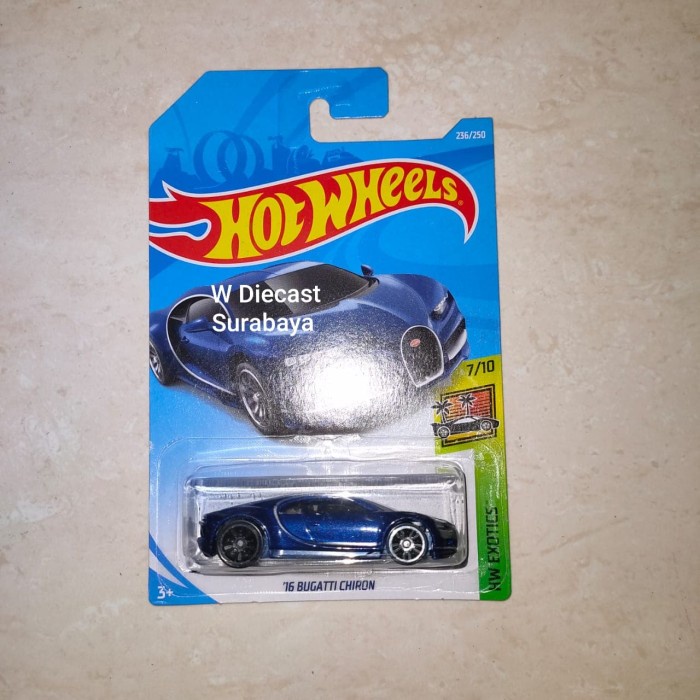 236/250
HOT WHEELS
W Diecast
Surabaya
7/10
HW EXOTICS
'16 BUGATTI CHIRON
3+